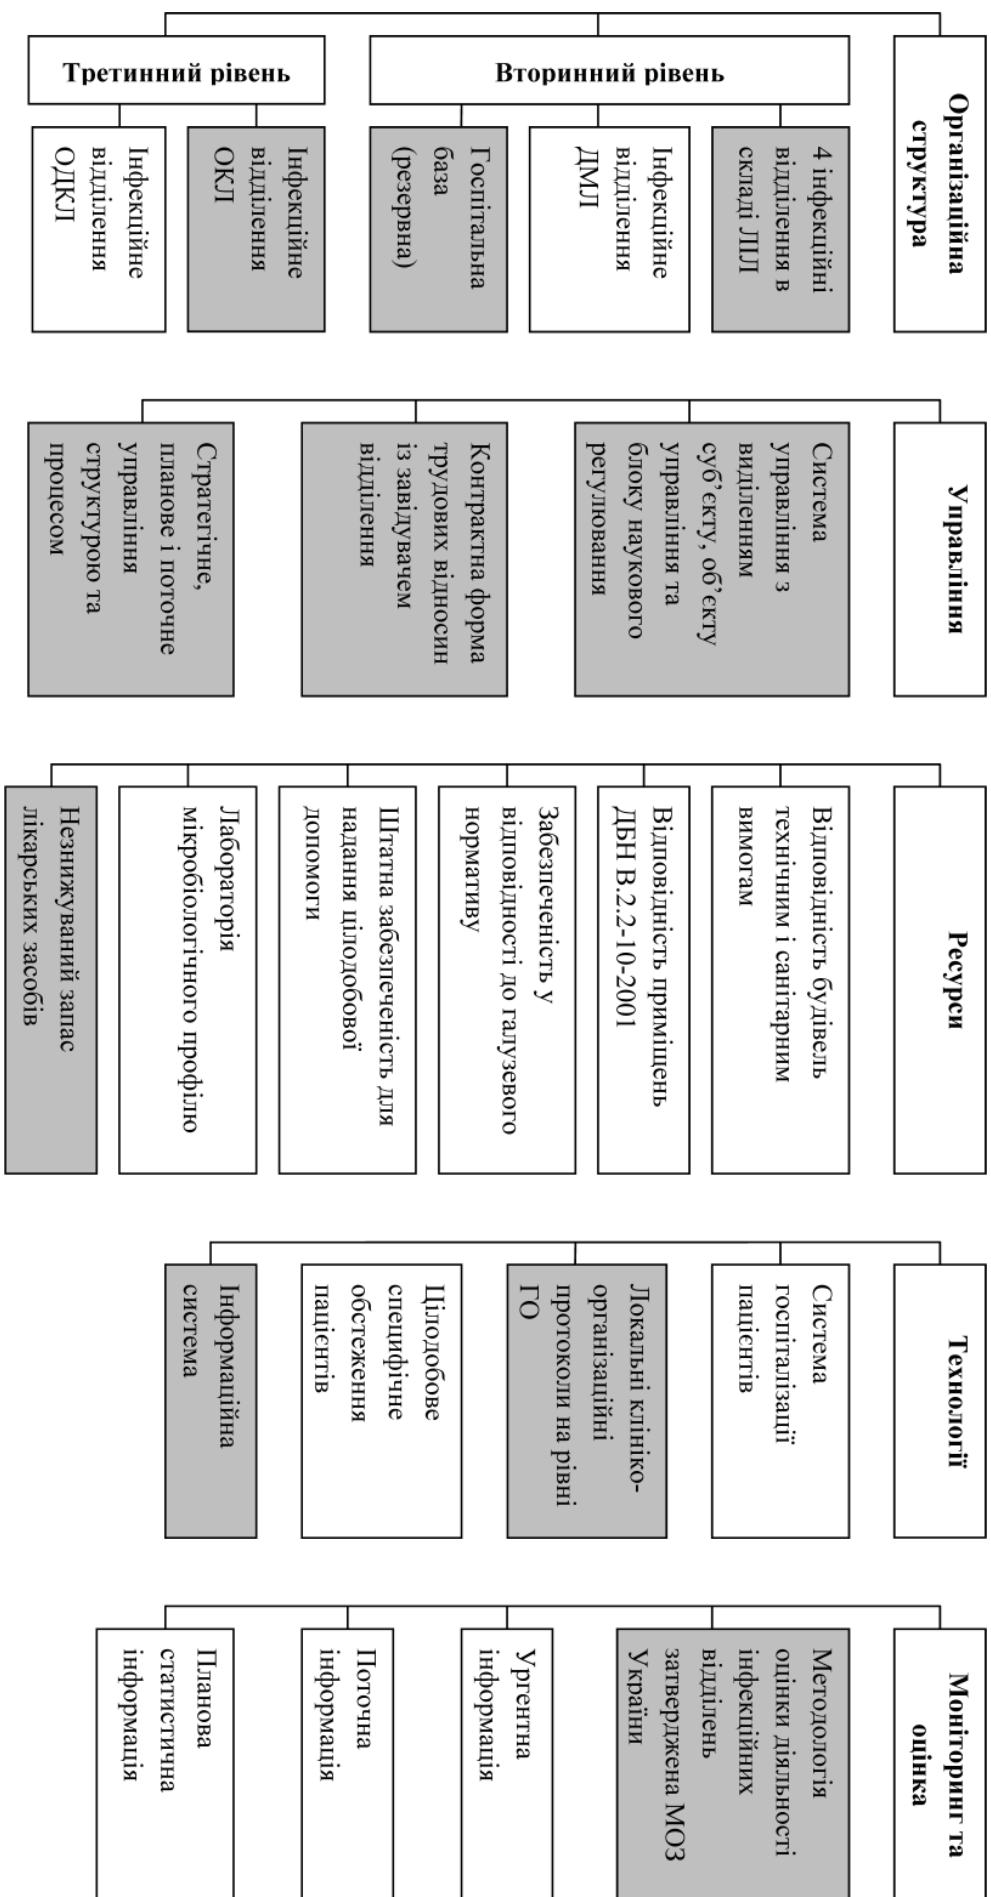 Організаційна
структура
Вторинний рівень
4 інфекційні
відділення в
складі ЛІЛ
Інфекційне
відділення
ДМЛ
Госпітальна
база
(резервна)
Третинний рівень
Інфекційне
відділення
ОКЛ
Інфекційне
відділення
ОДКЛ
Управління
Система
управління з
виділенням
суб’єкту, об’єкту
управління та
блоку наукового
регулювання
Контрактна форма
трудових відносин
із завідувачем
відділення
Стратегічне,
планове і поточне
управління
структурою та
процесом
Ресурси
Відповідність будівель
технічним і санітарним
вимогам
Відповідність приміщень
ДБН В.2.2-10-2001
Забезпеченість у
відповідності до галузевого
нормативу
Штатна забезпеченість для
надання цілодобової
допомоги
Лабораторія
мікробіологічного профілю
Незнижуваний запас
лікарських засобів
Технології
Система
госпіталізації
пацієнтів
Локальні клініко-
організаційні
протоколи на рівні
ГО
Цілодобове
специфічне
обстеження
пацієнтів
Інформаційна
система
Моніторинг та
оцінка
Методологія
оцінки діяльності
інфекційних
відділень
затверджена МОЗ
України
Ургентна
інформація
Поточна
інформація
Планова
статистична
інформація